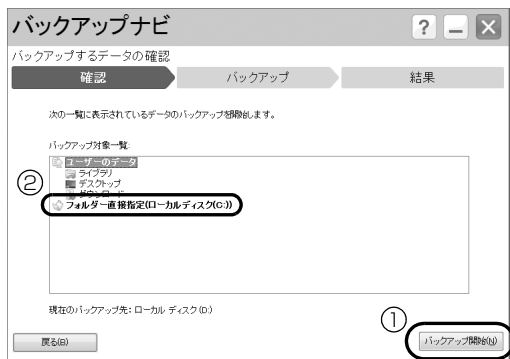 バックアップナビ
? － ×
バックアップするデータの確認
確認 バックアップ 結果
次の一覧に表示されているデータのバックアップを開始します。
バックアップ対象一覧:
ユーザーのデータ
ライブラリ
デスクトップ
ダウンロード
②
フォルダー直接指定(ローカルディスク(C:))
現在のバックアップ先: ローカル ディスク (D:)
①
戻る(B) バックアップ開始(N)